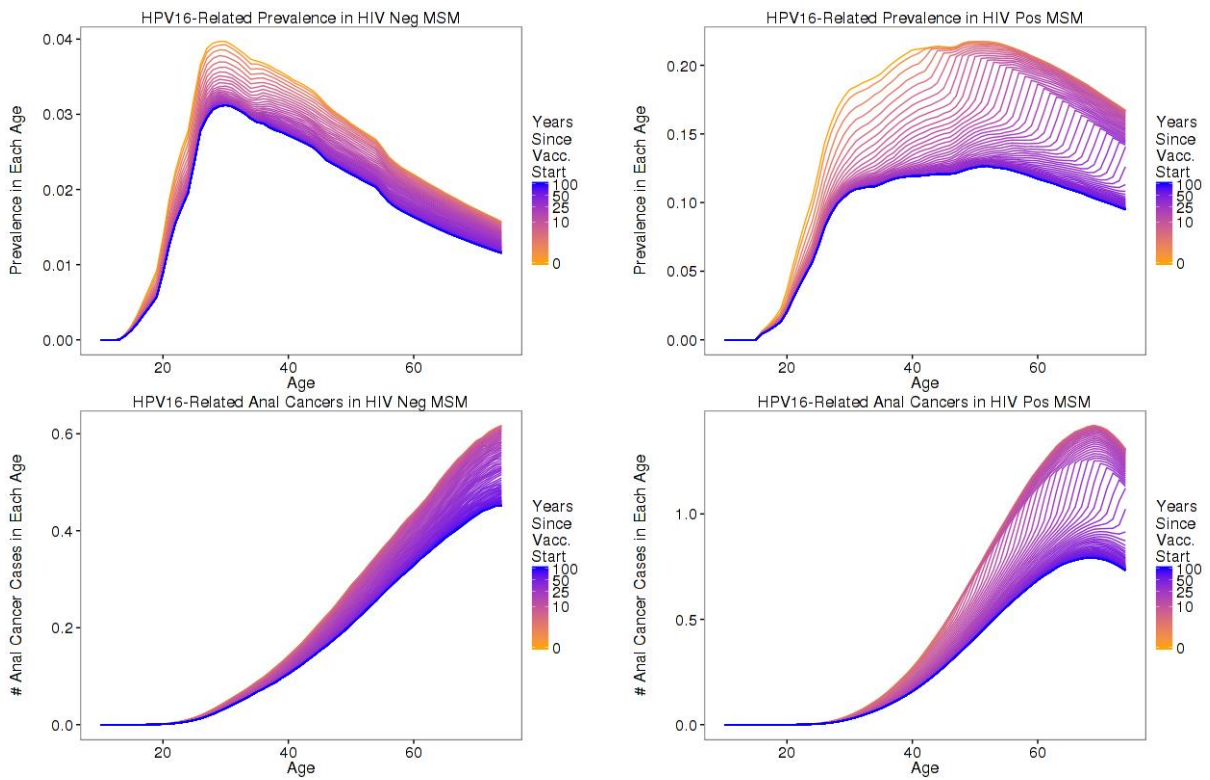 HPV16-Related Prevalence in HIV Neg MSM
Prevalence in Each Age
0.04
0.03
0.02
0.01
0.00
20
40
60
Age
Years
Since
Vacc.
Start
100
50
25
10
0
HPV16-Related Prevalence in HIV Pos MSM
Prevalence in Each Age
0.20
0.15
0.10
0.05
0.00
20
40
60
Age
Years
Since
Vacc.
Start
100
50
25
10
0
HPV16-Related Anal Cancers in HIV Neg MSM
# Anal Cancer Cases in Each Age
0.6
0.4
0.2
0.0
20
40
60
Age
Years
Since
Vacc.
Start
100
50
25
10
0
HPV16-Related Anal Cancers in HIV Pos MSM
# Anal Cancer Cases in Each Age
1.0
0.5
0.0
20
40
60
Age
Years
Since
Vacc.
Start
100
50
25
10
0